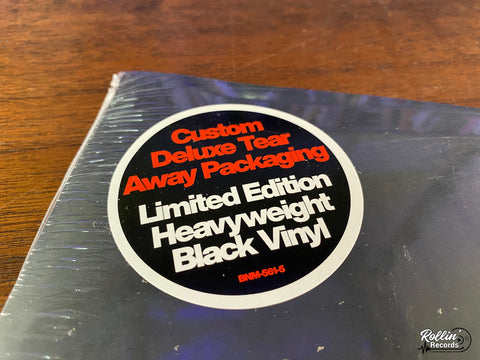 Custom
Deluxe Tear
Away Packaging
Limited Edition
Heavyweight
Black Vinyl
BNM-561-5
Rollin'
Records